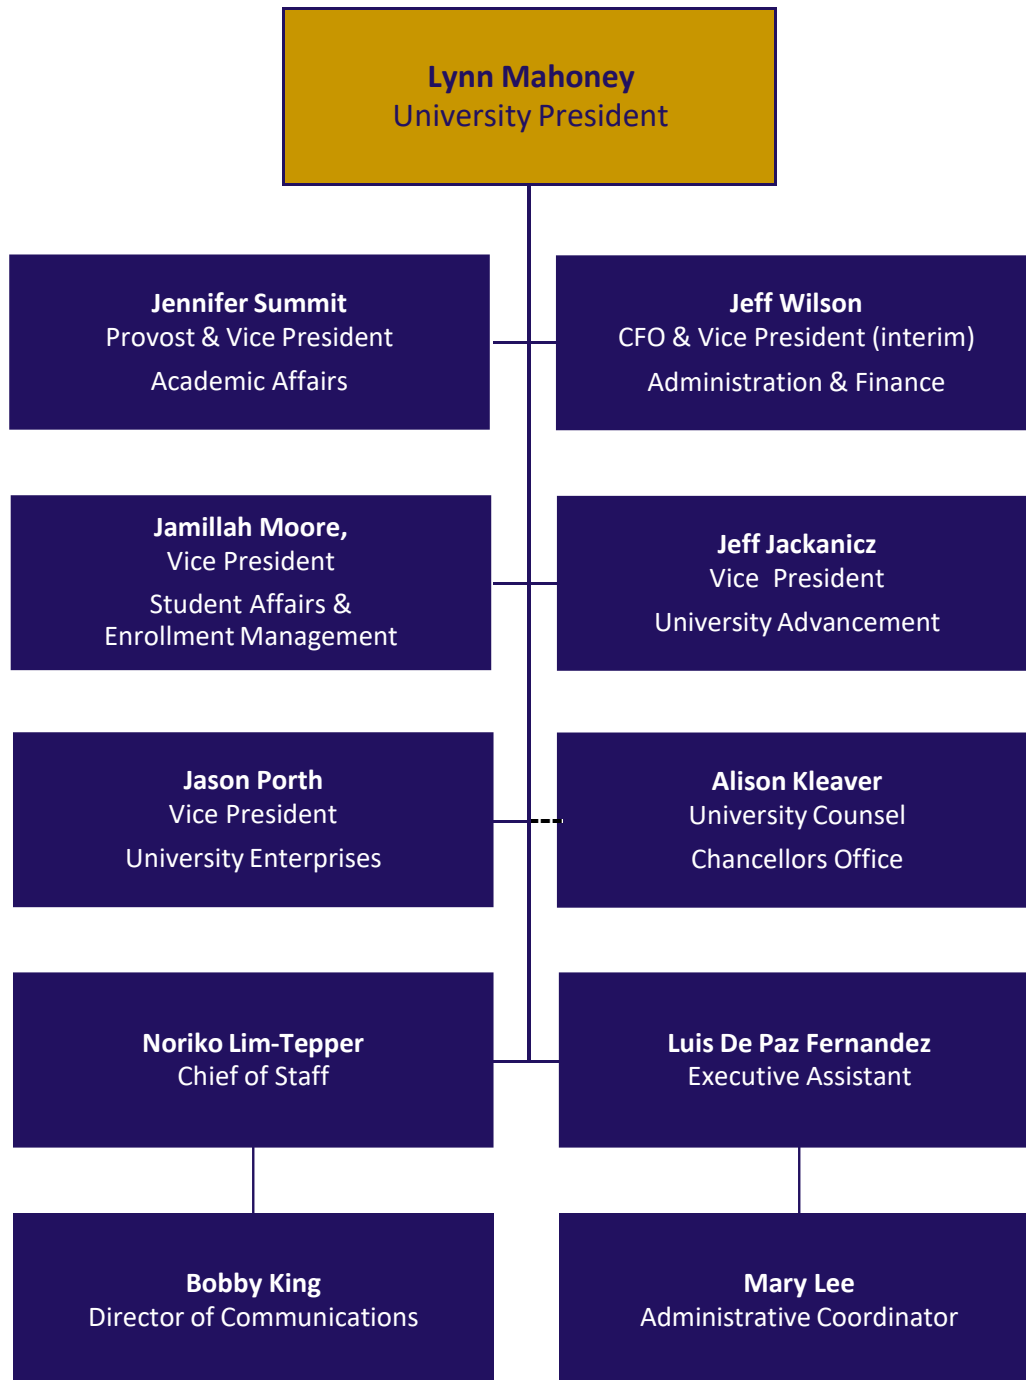 Lynn Mahoney
University President
Jennifer Summit
Provost & Vice President
Academic Affairs
Jeff Wilson
CFO & Vice President (interim)
Administration & Finance
Jamillah Moore,
Vice President
Student Affairs &
Enrollment Management
Jeff Jackanicz
Vice  President
University Advancement
Jason Porth
Vice President
University Enterprises
Alison Kleaver
University Counsel
Chancellors Office
Noriko Lim-Tepper
Chief of Staff
Luis De Paz Fernandez
Executive Assistant
Bobby King
Director of Communications
Mary Lee
Administrative Coordinator